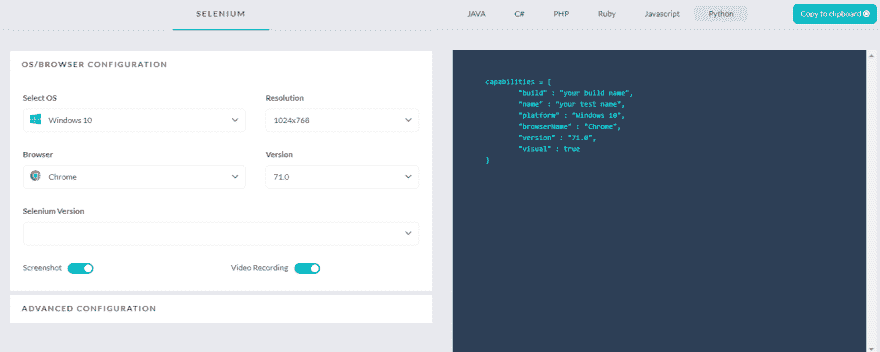 SELENIUM
JAVA C# PHP Ruby Javascript Python
Copy to clipboard
OS/BROWSER CONFIGURATION
Select OS Resolution
Windows 10 1024x768
Browser Version
Chrome 71.0
Selenium Version
Screenshot Video Recording
ADVANCED CONFIGURATION
capabilities = {
"build" : "your build name",
"name" : "your test name",
"platform" : "Windows 10",
"browserName" : "Chrome",
"version" : "71.0",
"visual" : true
}